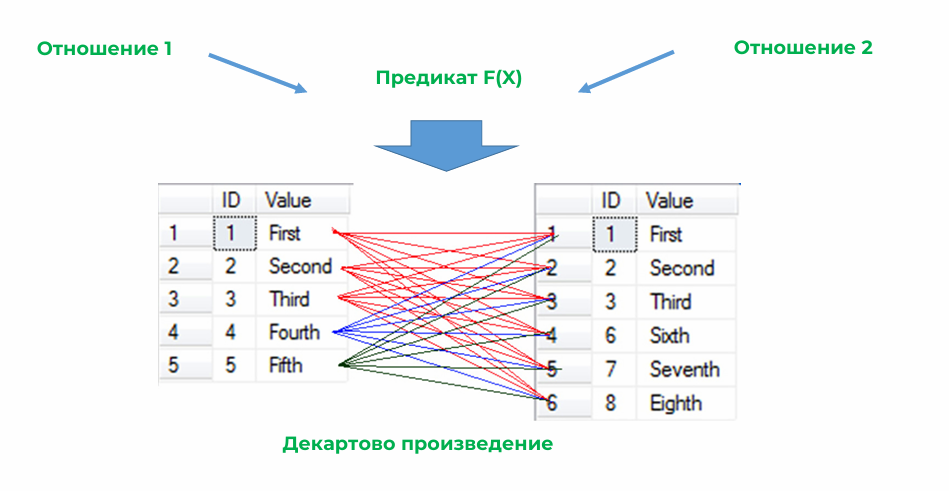 Отношение 1
Отношение 2
Предикат F(X)
ID Value
1 1 First
2 2 Second
3 3 Third
4 4 Fourth
5 5 Fifth
ID Value
1 1 First
2 2 Second
3 3 Third
4 6 Sixth
5 7 Seventh
6 8 Eighth
Декартово произведение